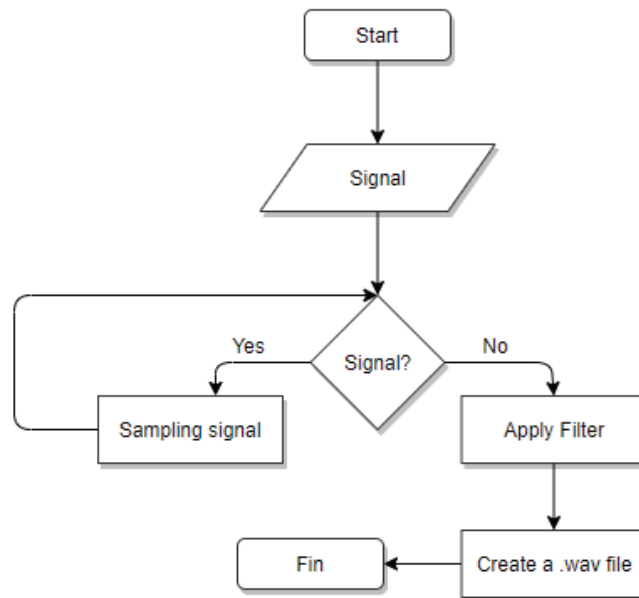 Start
Signal
Signal?
Yes
No
Sampling signal
Apply Filter
Create a .wav file
Fin